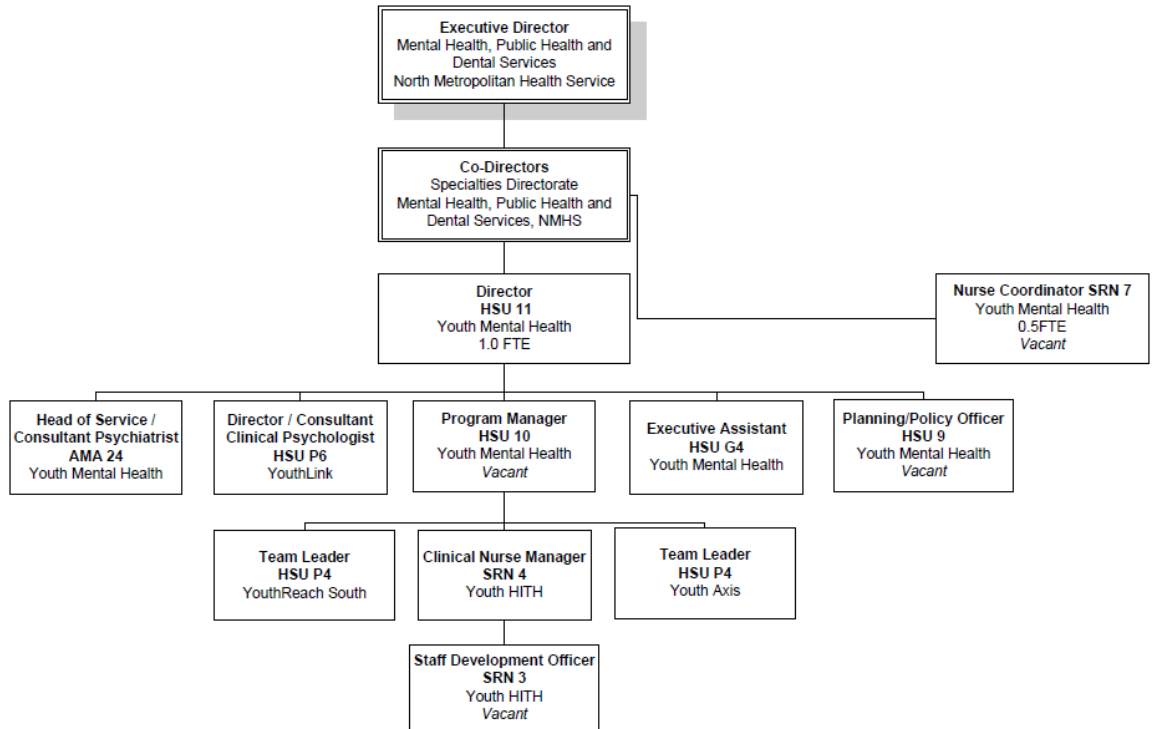 Executive Director
Mental Health, Public Health and
Dental Services
North Metropolitan Health Service
Co-Directors
Specialties Directorate
Mental Health, Public Health and
Dental Services, NMHS
Director
HSU 11
Youth Mental Health
1.0 FTE
Nurse Coordinator SRN 7
Youth Mental Health
0.5FTE
Vacant
Head of Service /
Consultant Psychiatrist
AMA 24
Youth Mental Health
Director / Consultant
Clinical Psychologist
HSU P6
YouthLink
Program Manager
HSU 10
Youth Mental Health
Vacant
Executive Assistant
HSU G4
Youth Mental Health
Planning/Policy Officer
HSU 9
Youth Mental Health
Vacant
Team Leader
HSU P4
YouthReach South
Clinical Nurse Manager
SRN 4
Youth HITH
Team Leader
HSU P4
Youth Axis
Staff Development Officer
SRN 3
Youth HITH
Vacant